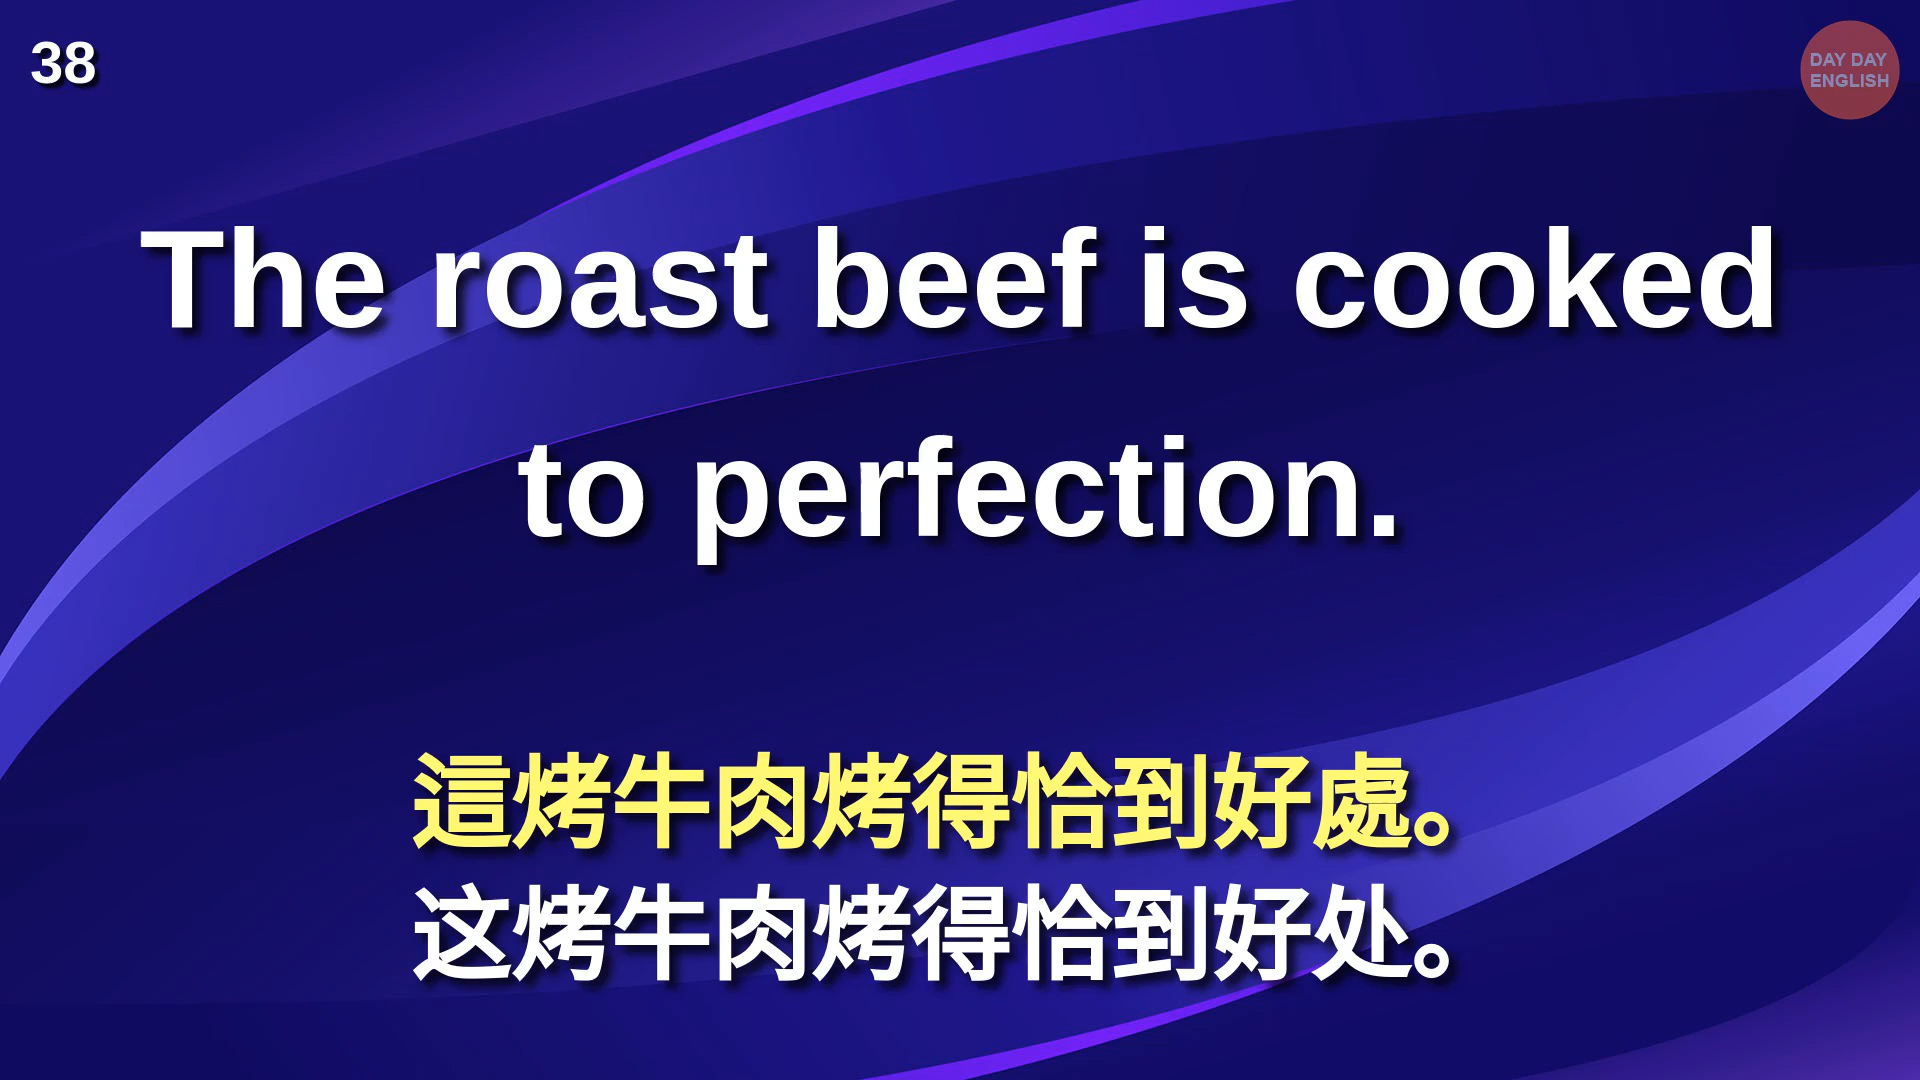 38
DAY DAY
ENGLISH
The roast beef is cooked
to perfection.
這烤牛肉烤得恰到好處。
这烤牛肉烤得恰到好处。